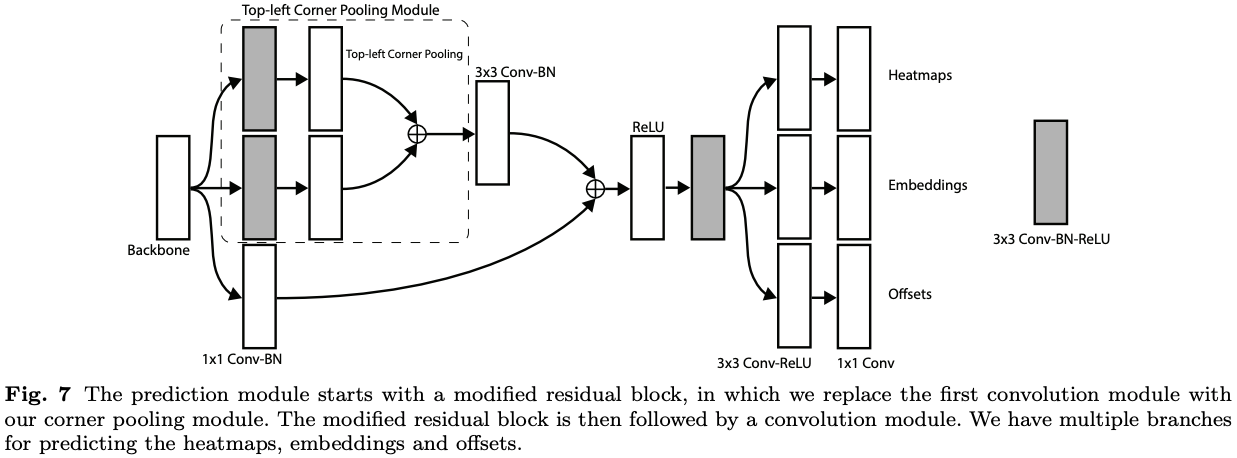 Top-left Corner Pooling Module
Top-left Corner Pooling
3x3 Conv-BN
ReLU
Heatmaps
Embeddings
Backbone
3x3 Conv-BN-ReLU
Offsets
1x1 Conv-BN
3x3 Conv-ReLU
1x1 Conv
Fig. 7 The prediction module starts with a modified residual block, in which we replace the first convolution module with
our corner pooling module. The modified residual block is then followed by a convolution module. We have multiple branches
for predicting the heatmaps, embeddings and offsets.